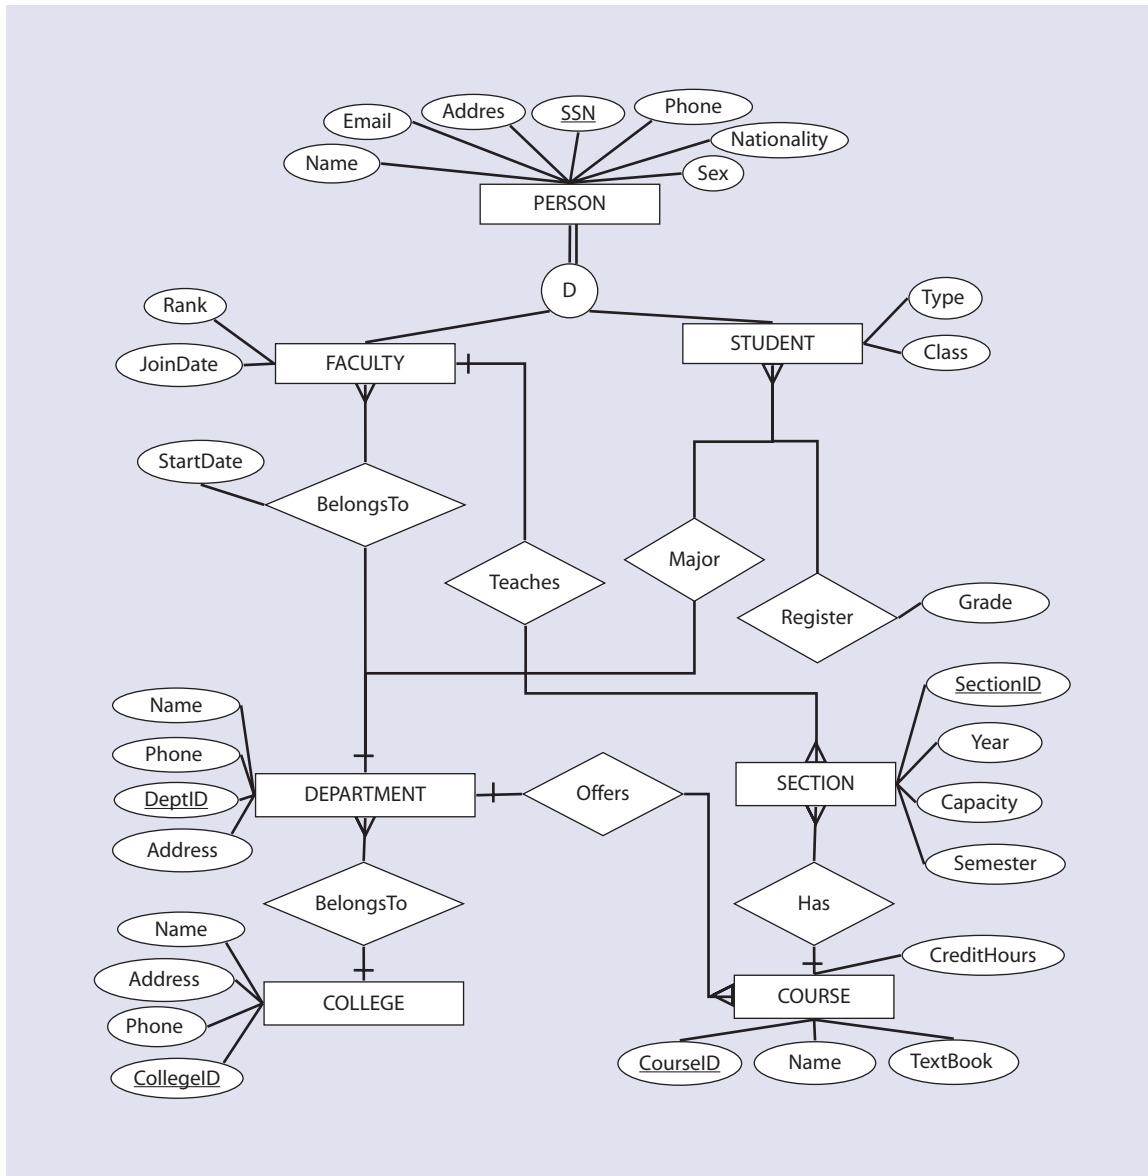 Addres
SSN
Phone
Email
Nationality
Name
Sex
PERSON
D
Rank
Type
JoinDate
FACULTY
STUDENT
Class
StartDate
BelongsTo
Major
Teaches
Register
Grade
SectionID
Name
Year
Phone
DeptID
DEPARTMENT
Offers
SECTION
Capacity
Address
Semester
BelongsTo
Has
Name
CreditHours
Address
COLLEGE
COURSE
Phone
CollegeID
CourseID
Name
TextBook